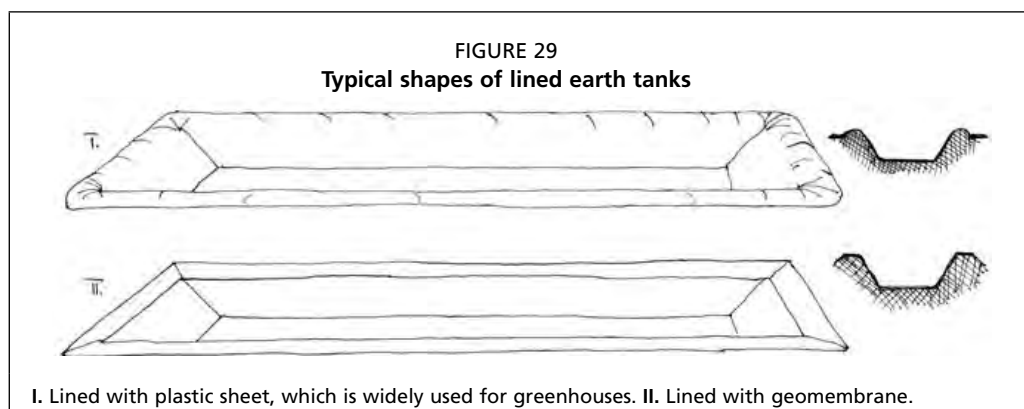 FIGURE 29
Typical shapes of lined earth tanks
I.
II.
I. Lined with plastic sheet, which is widely used for greenhouses. II. Lined with geomembrane.